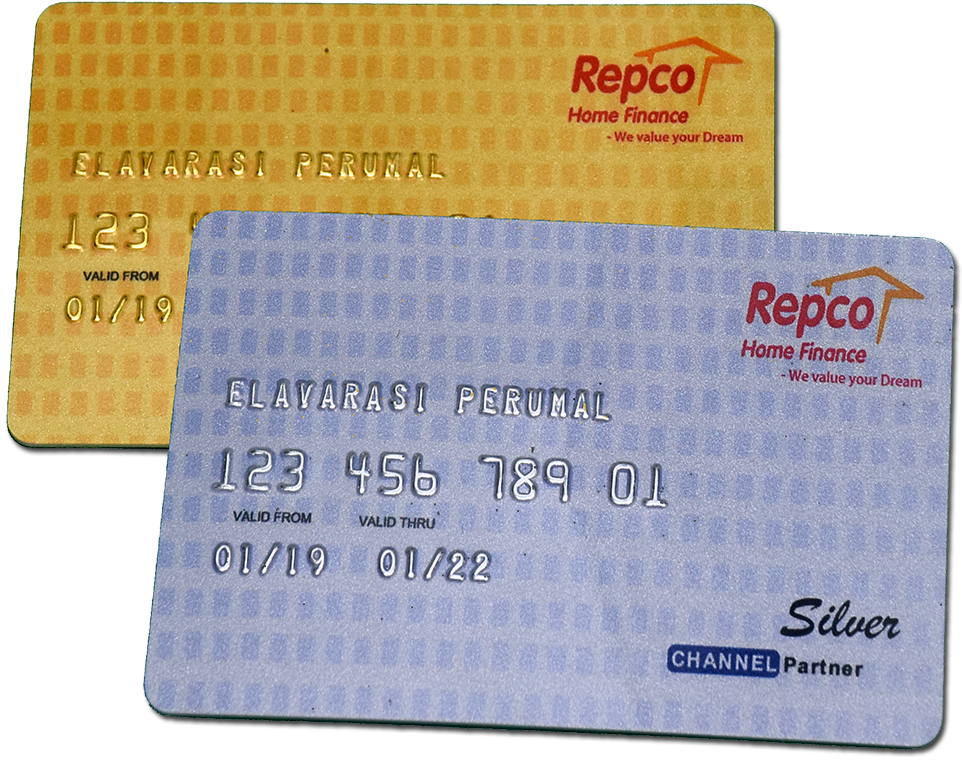 Repco
Home Finance
- We value your Dream
ELAVARASI PERUMAL
123
VALID FROM
01/19
Repco
Home Finance
- We value your Dream
ELAVARASI PERUMAL
123 456 789 01
VALID FROM VALID THRU
01/19 01/22
Silver
CHANNEL Partner